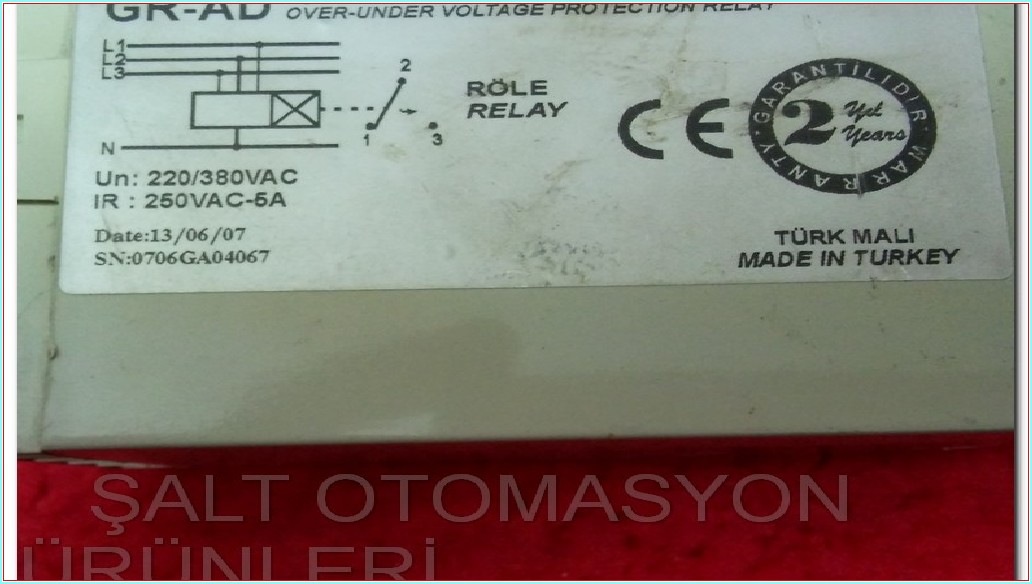 GR-AD OVER-UNDER VOLTAGE PROTECTION RELAY
L1
L2
L3
N
1
2
3
RÖLE
RELAY
CE
GARANTİLİDİR · WARRANTY ·
2 Yıl
Years
Un: 220/380VAC
IR : 250VAC-5A
Date:13/06/07
SN:0706GA04067
TÜRK MALI
MADE IN TURKEY
ŞALT OTOMASYON
ÜRÜNLERİ